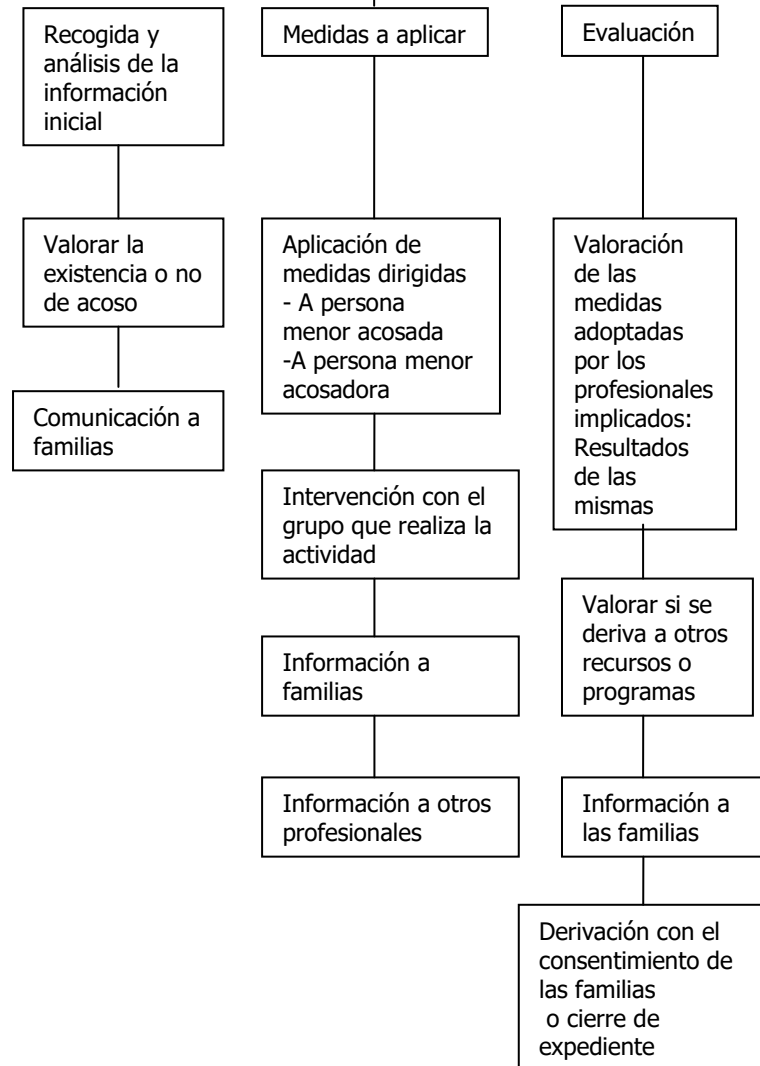 Recogida y
análisis de la
información
inicial
Valorar la
existencia o no
de acoso
Comunicación a
familias
Medidas a aplicar
Aplicación de
medidas dirigidas
- A persona
menor acosada
-A persona menor
acosadora
Intervención con el
grupo que realiza la
actividad
Información a
familias
Información a otros
profesionales
Evaluación
Valoración
de las
medidas
adoptadas
por los
profesionales
implicados:
Resultados
de las
mismas
Valorar si se
deriva a otros
recursos o
programas
Información a
las familias
Derivación con el
consentimiento de
las familias
o cierre de
expediente